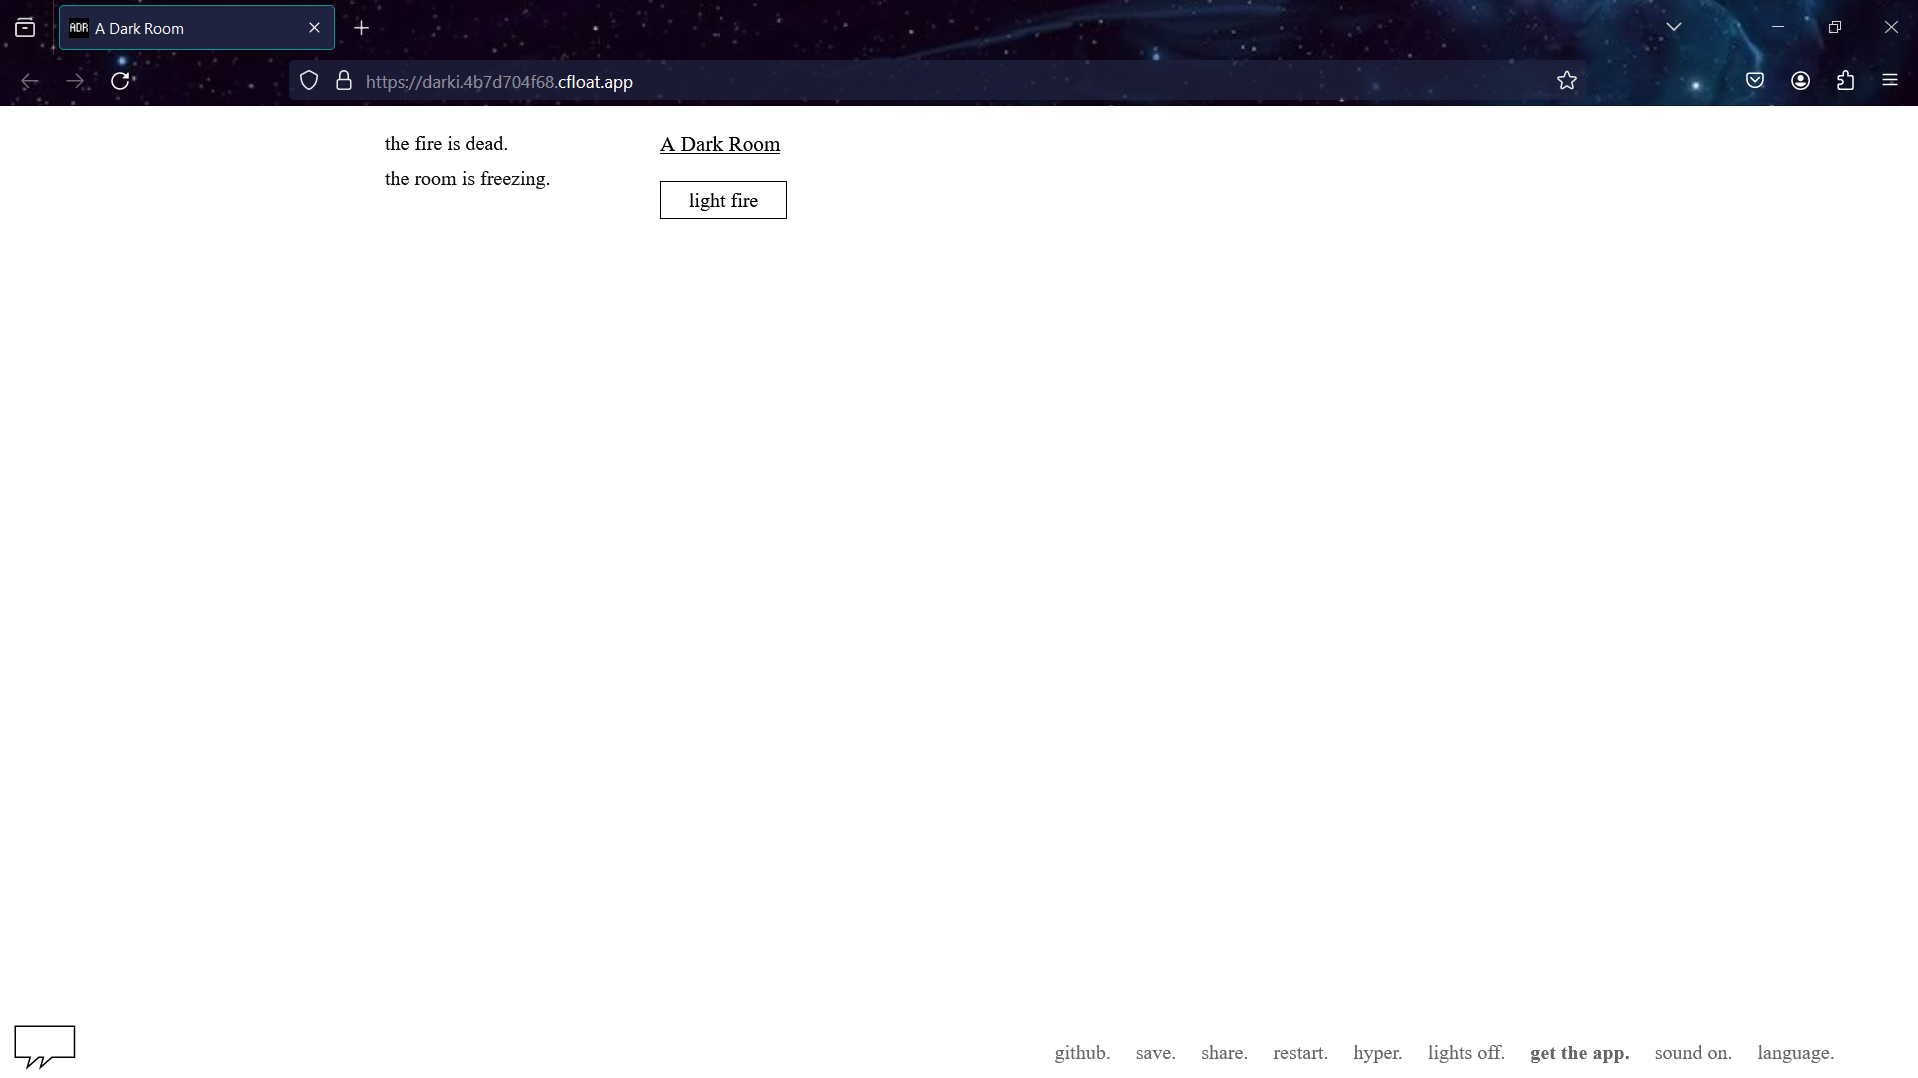 ADR A Dark Room
https://darki.4b7d704f68.cfloat.app
the fire is dead.
the room is freezing.
A Dark Room
light fire
github. save. share. restart. hyper. lights off. get the app. sound on. language.